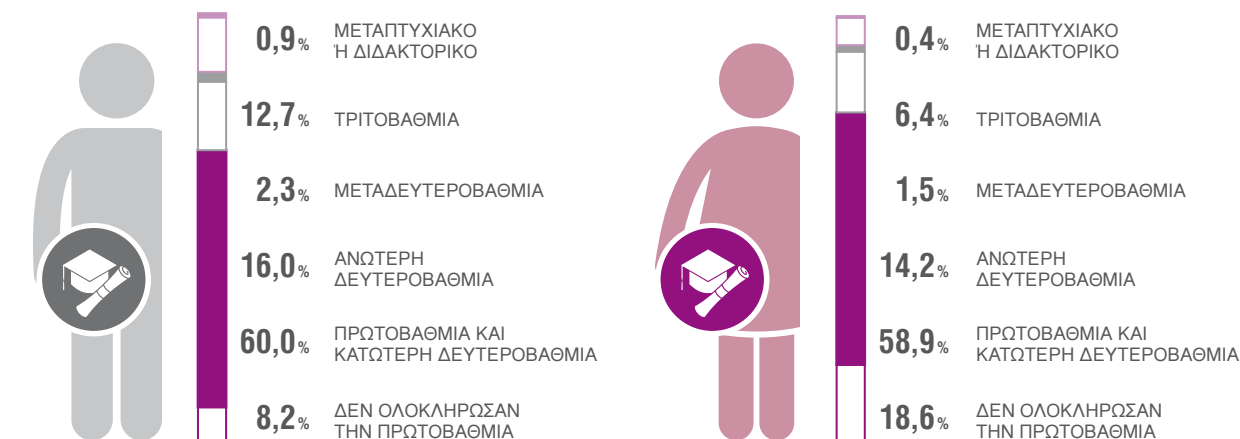 0,9% ΜΕΤΑΠΤΥΧΙΑΚΟ
Ή ΔΙΔΑΚΤΟΡΙΚΟ
12,7% ΤΡΙΤΟΒΑΘΜΙΑ
2,3% ΜΕΤΑΔΕΥΤΕΡΟΒΑΘΜΙΑ
16,0% ΑΝΩΤΕΡΗ
ΔΕΥΤΕΡΟΒΑΘΜΙΑ
60,0% ΠΡΩΤΟΒΑΘΜΙΑ ΚΑΙ
ΚΑΤΩΤΕΡΗ ΔΕΥΤΕΡΟΒΑΘΜΙΑ
8,2% ΔΕΝ ΟΛΟΚΛΗΡΩΣΑΝ
ΤΗΝ ΠΡΩΤΟΒΑΘΜΙΑ
0,4% ΜΕΤΑΠΤΥΧΙΑΚΟ
Ή ΔΙΔΑΚΤΟΡΙΚΟ
6,4% ΤΡΙΤΟΒΑΘΜΙΑ
1,5% ΜΕΤΑΔΕΥΤΕΡΟΒΑΘΜΙΑ
14,2% ΑΝΩΤΕΡΗ
ΔΕΥΤΕΡΟΒΑΘΜΙΑ
58,9% ΠΡΩΤΟΒΑΘΜΙΑ ΚΑΙ
ΚΑΤΩΤΕΡΗ ΔΕΥΤΕΡΟΒΑΘΜΙΑ
18,6% ΔΕΝ ΟΛΟΚΛΗΡΩΣΑΝ
ΤΗΝ ΠΡΩΤΟΒΑΘΜΙΑ